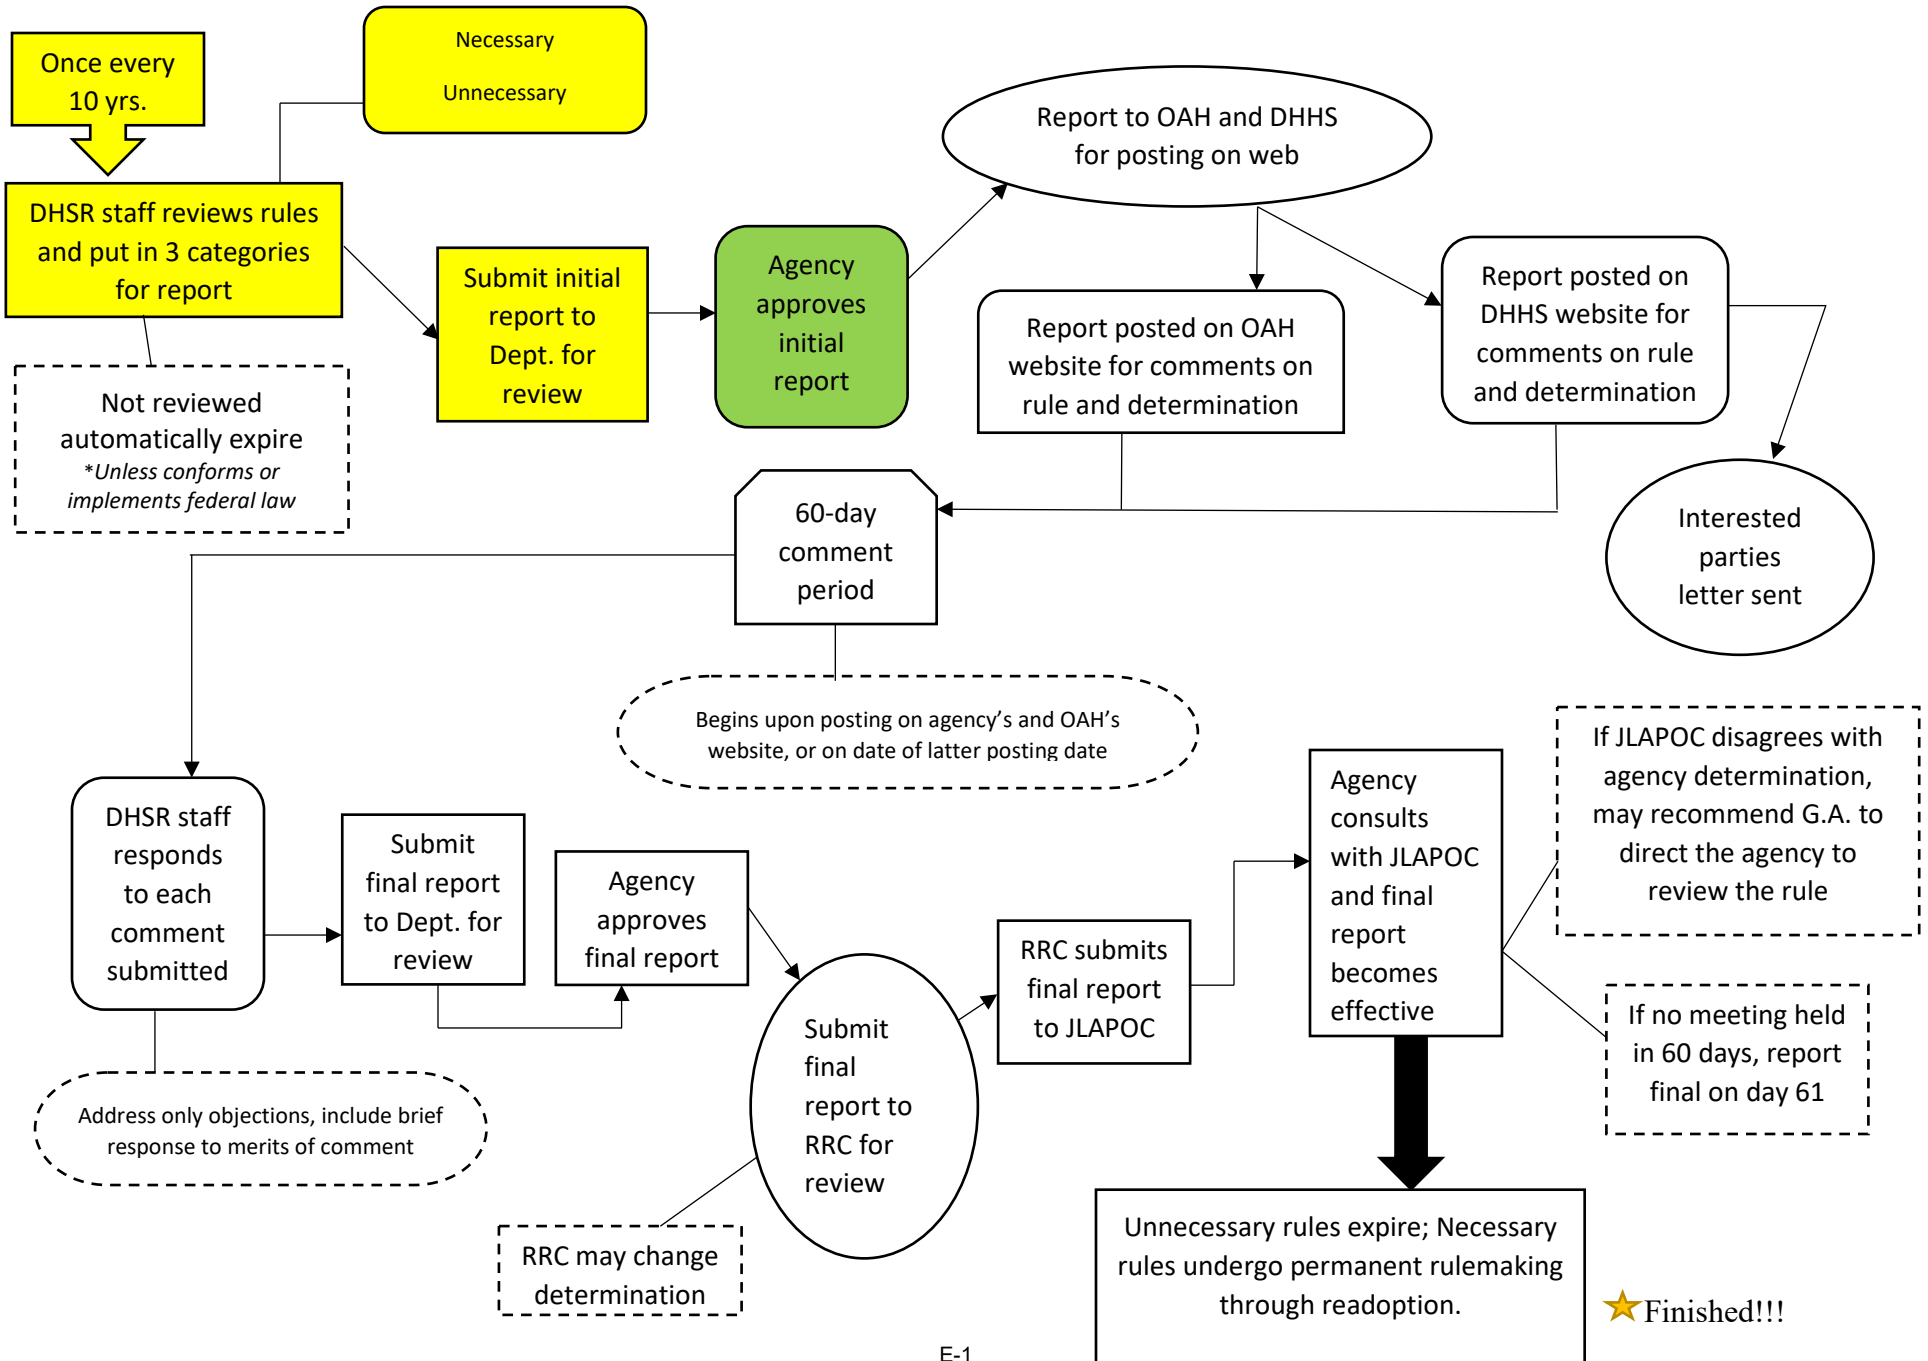 Once every
10 yrs.
Necessary
Unnecessary
DHSR staff reviews rules
and put in 3 categories
for report
Not reviewed
automatically expire
*Unless conforms or
implements federal law
Submit initial
report to
Dept. for
review
Agency
approves
initial
report
Report to OAH and DHHS
for posting on web
Report posted on OAH
website for comments on
rule and determination
Report posted on
DHHS website for
comments on rule
and determination
Interested
parties
letter sent
60-day
comment
period
Begins upon posting on agency’s and OAH’s
website, or on date of latter posting date
DHSR staff
responds
to each
comment
submitted
Address only objections, include brief
response to merits of comment
Submit
final report
to Dept. for
review
Agency
approves
final report
Submit
final
report to
RRC for
review
RRC may change
determination
RRC submits
final report
to JLAPOC
Agency
consults
with JLAPOC
and final
report
becomes
effective
If JLAPOC disagrees with
agency determination,
may recommend G.A. to
direct the agency to
review the rule
If no meeting held
in 60 days, report
final on day 61
Unnecessary rules expire; Necessary
rules undergo permanent rulemaking
through readoption.
Finished!!!
E-1